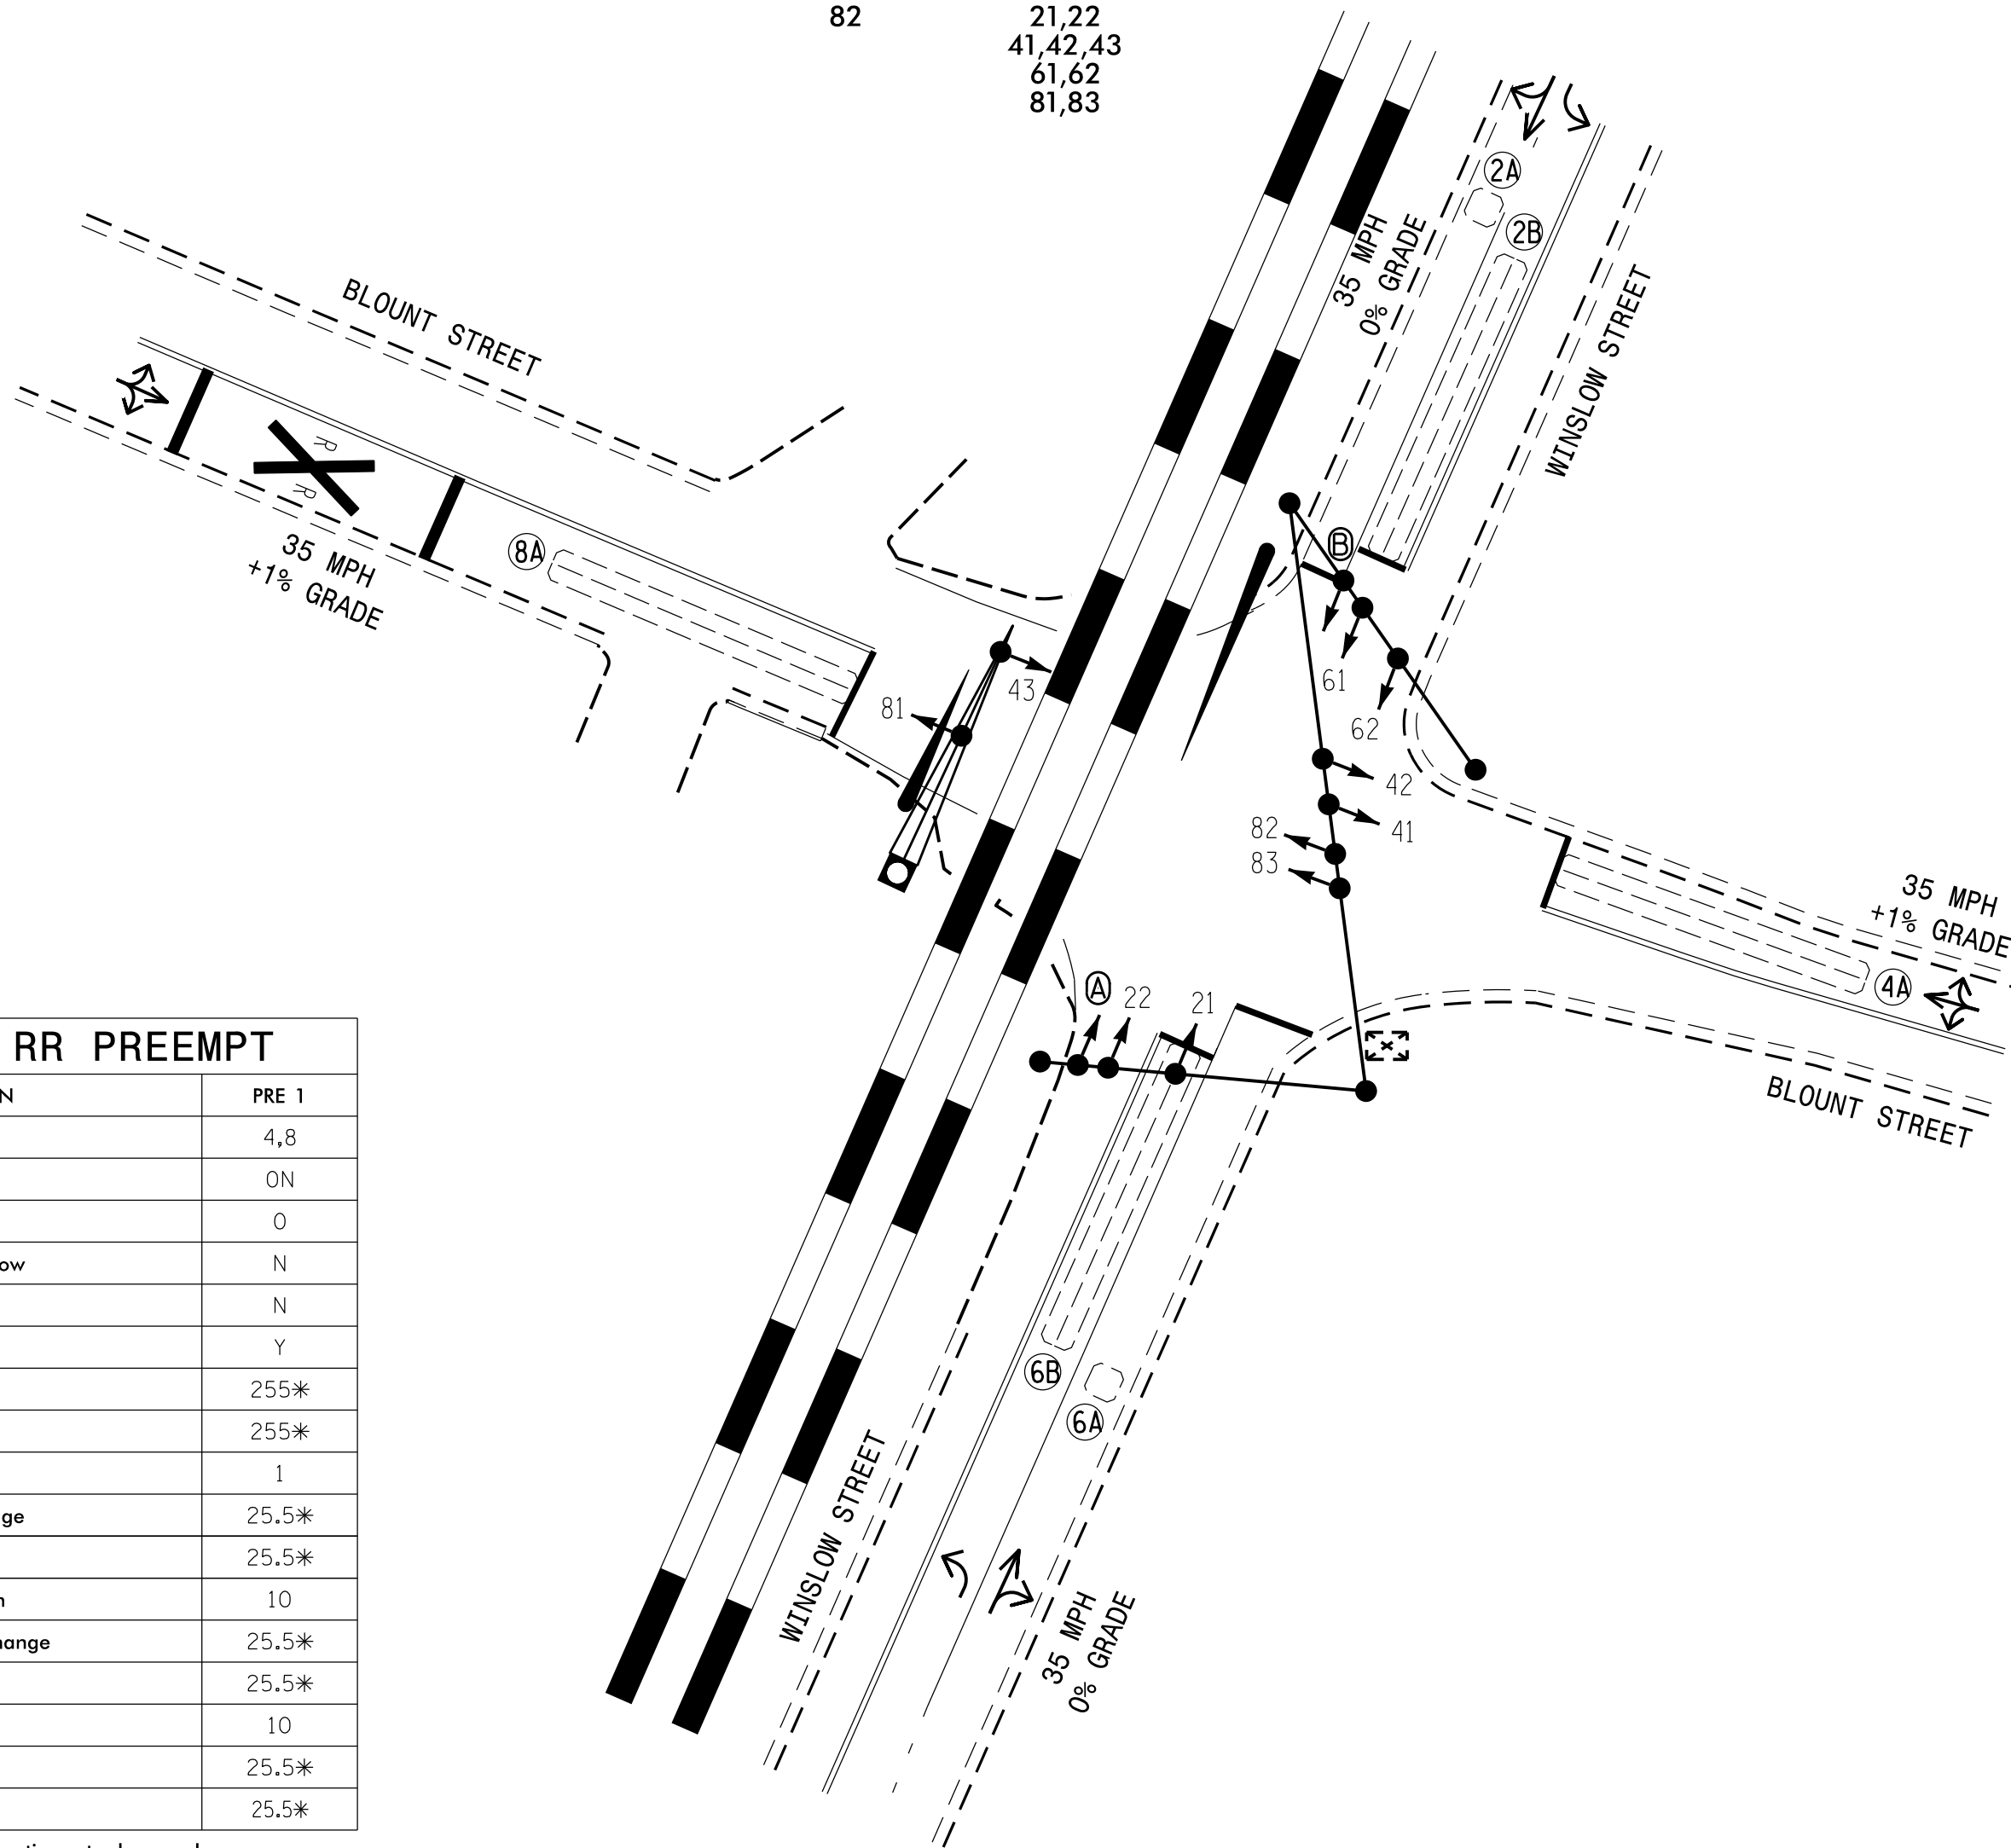 82
21,22
41,42,43
61,62
81,83
BLOUNT STREET
35 MPH
0% GRADE
2A
2B
WINSLOW STREET
R
R
35 MPH
+1% GRADE
8A
B
43
81
61
62
42
41
82
83
35 MPH
+1% GRADE
4A
BLOUNT STREET
A
22
21
6B
6A
WINSLOW STREET
35 MPH
0% GRADE
RR PREEMPT
N PRE 1
4,8
ON
0
ow N
N
Y
255*
255*
1
ge 25.5*
25.5*
n 10
hange 25.5*
25.5*
10
25.5*
25.5*